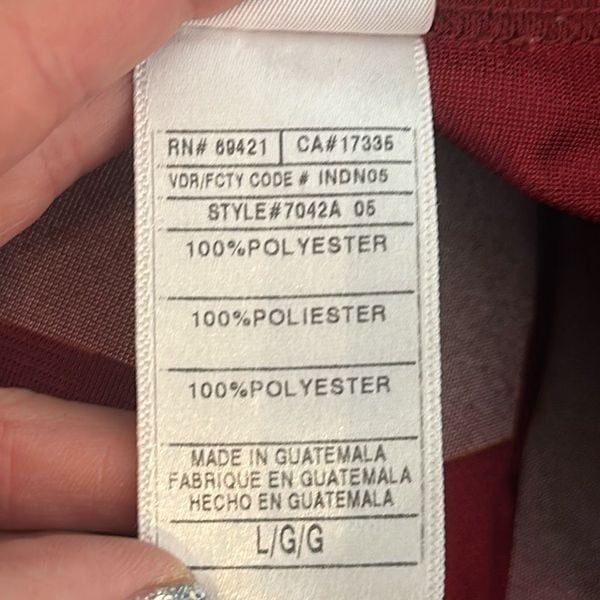 RN# 69421 CA#17335
VDR/FCTY CODE # INDN05
STYLE#7042A 05
100%POLYESTER
100%POLIESTER
100%POLYESTER
MADE IN GUATEMALA
FABRIQUE EN GUATEMALA
HECHO EN GUATEMALA
L/G/G